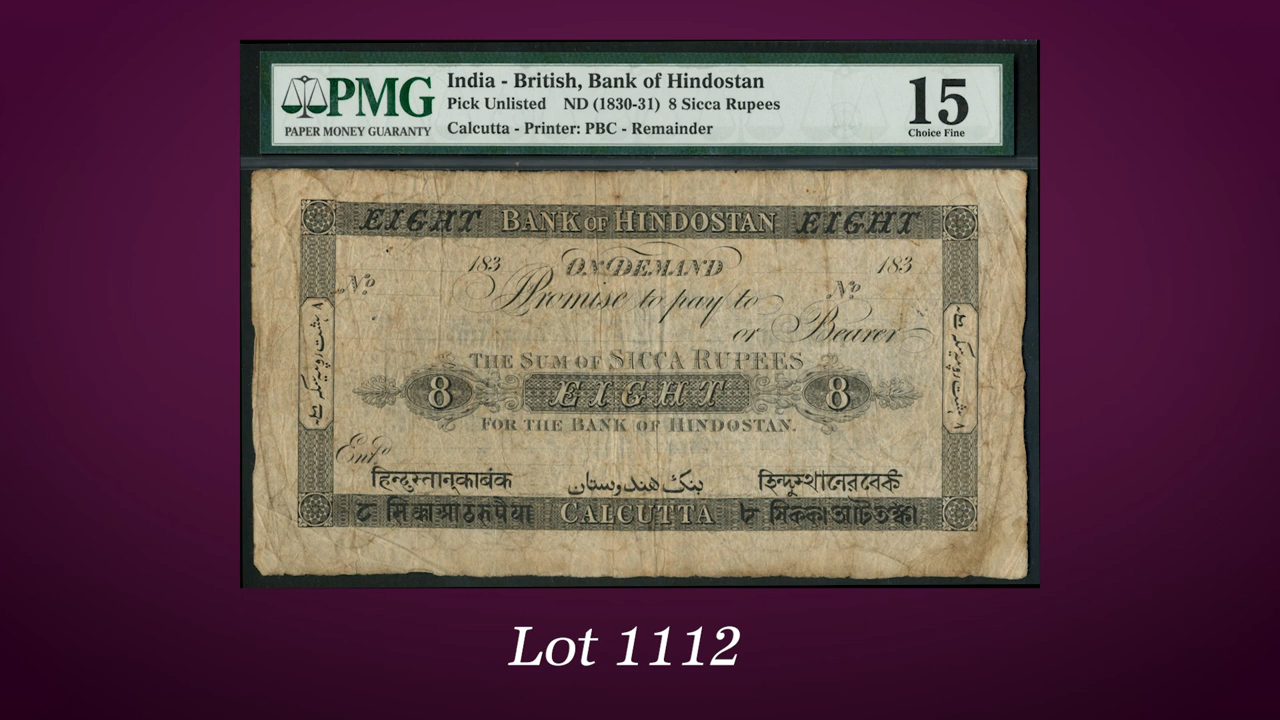 PMG
PAPER MONEY GUARANTY
India - British, Bank of Hindostan
Pick Unlisted ND (1830-31) 8 Sicca Rupees
Calcutta - Printer: PBC - Remainder
15
Choice Fine
EIGHT BANK OF HINDOSTAN EIGHT
183 ON DEMAND 183
No No
Promise to pay to
or Bearer
THE SUM OF SICCA RUPEES
8 EIGHT 8
FOR THE BANK OF HINDOSTAN.
Entd
हिन्दुस्तान्काबंक بنک هندوستان
CALCUTTA
Lot 1112